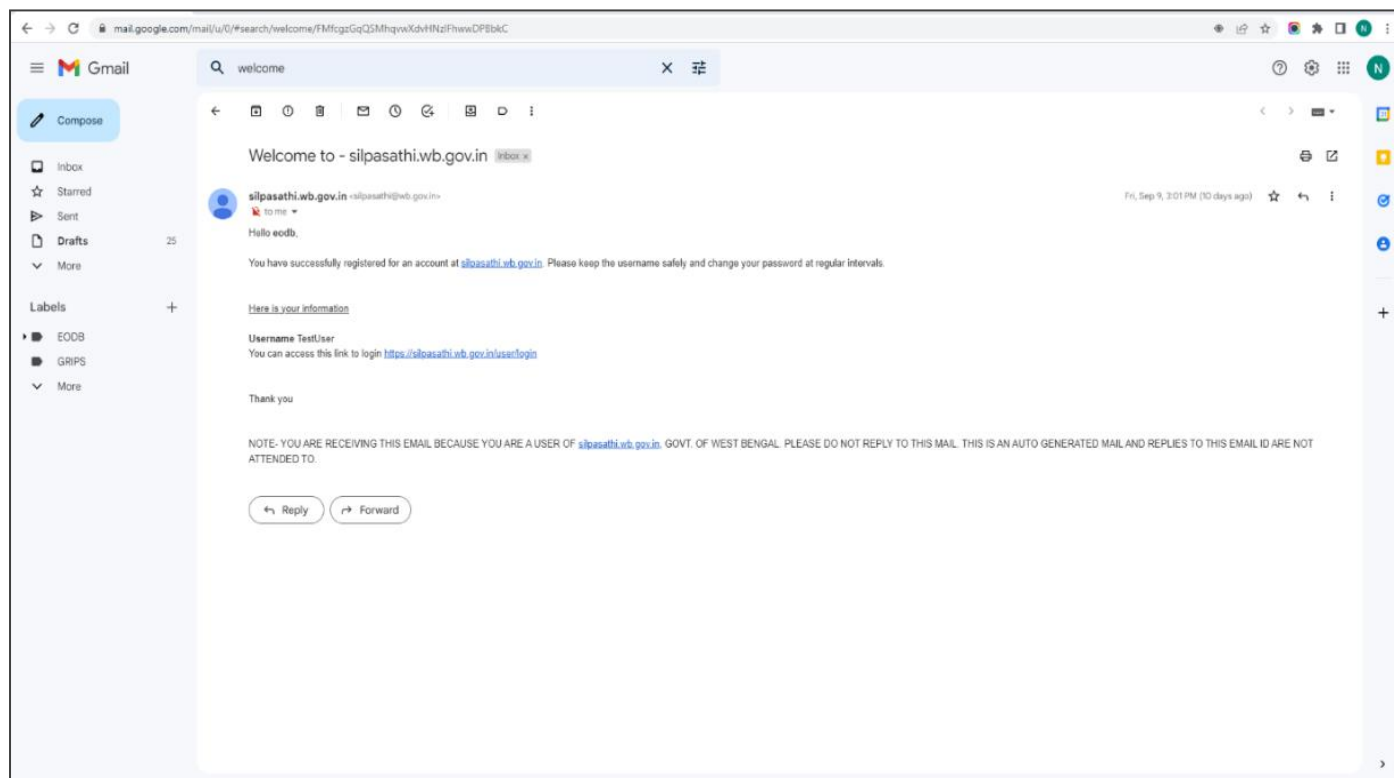 mail.google.com/mail/u/0/#search/welcome/FMfcgzGqQSMhqvwXdvHNzlFhwwDPBbkC
N
Gmail
welcome
N
Compose
Inbox
Starred
Sent
Drafts 25
More
Labels
EODB
GRIPS
More
Welcome to - silpasathi.wb.gov.in Inbox x
silpasathi.wb.gov.in <silpasathi@wb.gov.in>
Fri, Sep 9, 3:01 PM (10 days ago)
to me
Hello eodb,
You have successfully registered for an account at silpasathi.wb.gov.in. Please keep the username safely and change your password at regular intervals.
Here is your information
Username TestUser
You can access this link to login https://silpasathi.wb.gov.in/user/login
Thank you
NOTE- YOU ARE RECEIVING THIS EMAIL BECAUSE YOU ARE A USER OF silpasathi.wb.gov.in, GOVT. OF WEST BENGAL. PLEASE DO NOT REPLY TO THIS MAIL. THIS IS AN AUTO GENERATED MAIL AND REPLIES TO THIS EMAIL ID ARE NOT
ATTENDED TO.
Reply
Forward